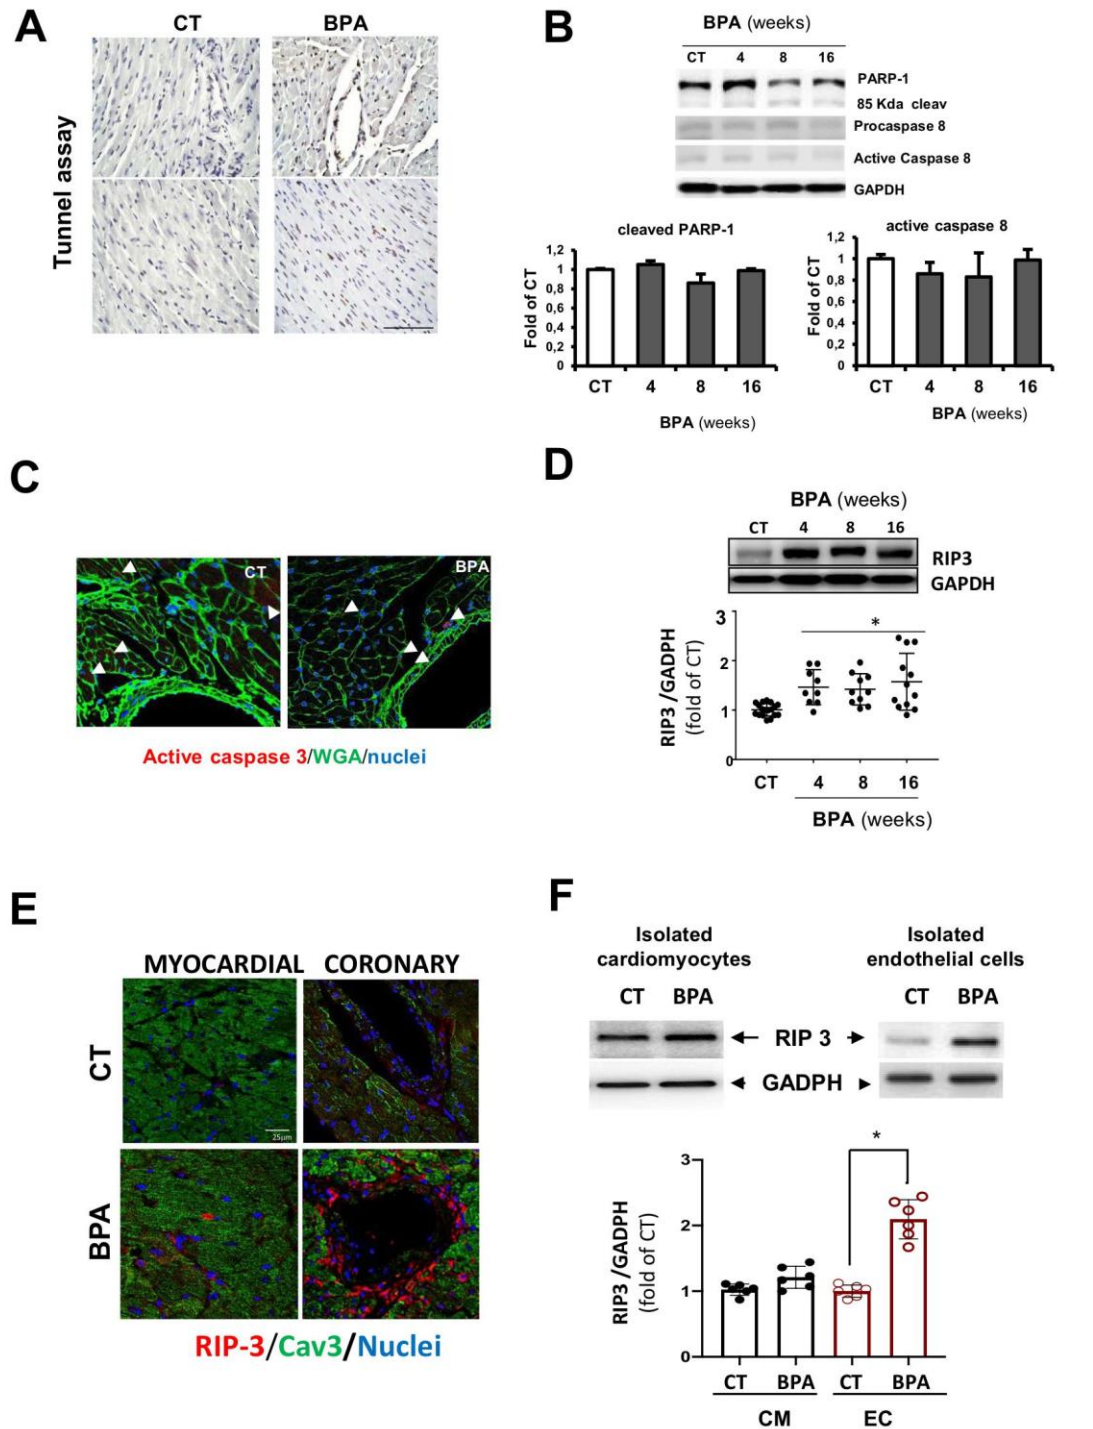 A
CT
BPA
Tunnel assay
B
BPA (weeks)
CT 4 8 16
PARP-1
85 Kda cleav
Procaspase 8
Active Caspase 8
GAPDH
cleaved PARP-1
Fold of CT
1,2
1
0,8
0,6
0,4
0,2
0
CT 4 8 16
BPA (weeks)
active caspase 8
Fold of CT
1,2
1
0,8
0,6
0,4
0,2
0
CT 4 8 16
BPA (weeks)
C
CT
BPA
Active caspase 3/WGA/nuclei
D
BPA (weeks)
CT 4 8 16
RIP3
GAPDH
RIP3 /GADPH
(fold of CT)
3
2
1
0
*
CT 4 8 16
BPA (weeks)
E
MYOCARDIAL CORONARY
CT
25µm
BPA
RIP-3/Cav3/Nuclei
F
Isolated
cardiomyocytes
Isolated
endothelial cells
CT BPA
CT BPA
RIP 3
GADPH
RIP3 /GADPH
(fold of CT)
3
2
1
0
*
CT BPA CT BPA
CM EC